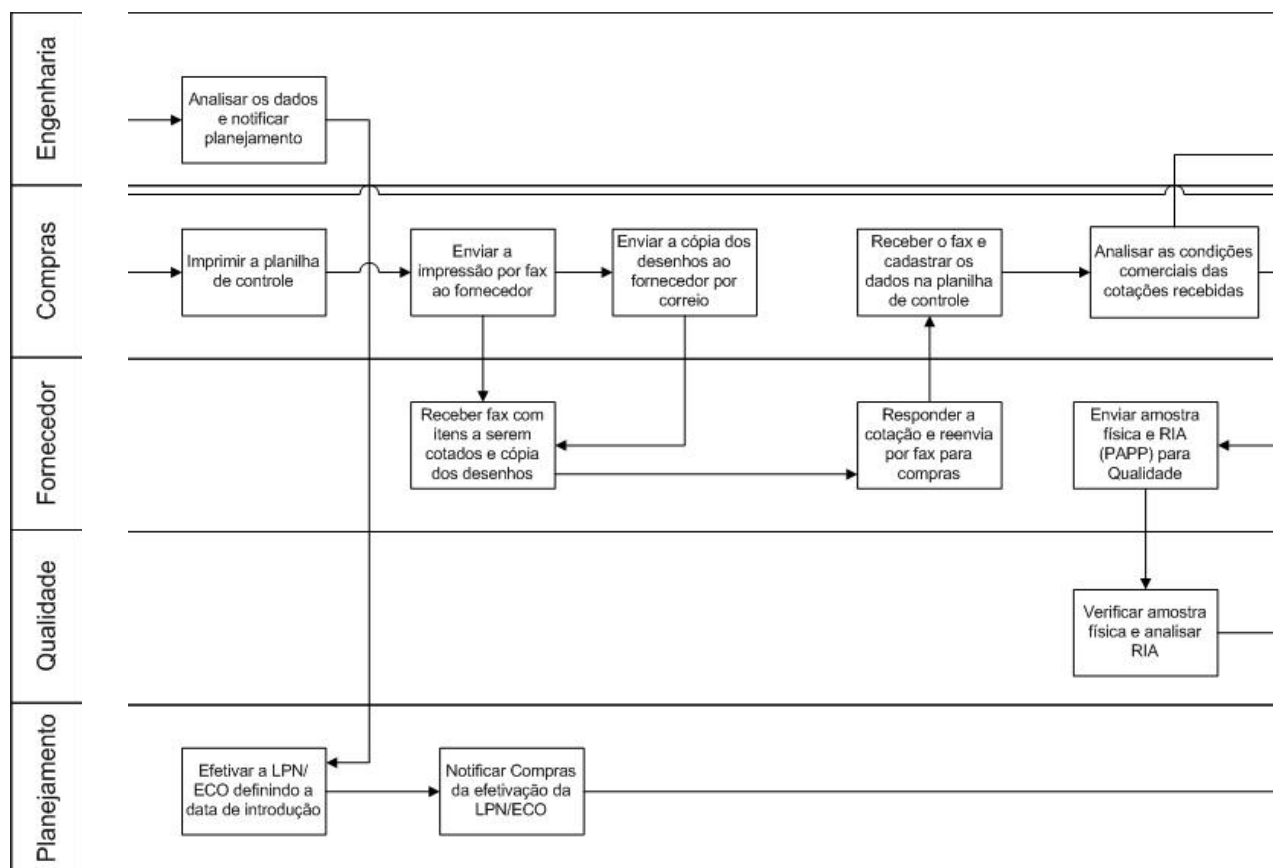 Engenharia
Analisar os dados
e notificar
planejamento
Compras
Imprimir a planilha
de controle
Enviar a
impressão por fax
ao fornecedor
Enviar a cópia dos
desenhos ao
fornecedor por
correio
Receber o fax e
cadastrar os
dados na planilha
de controle
Analisar as condições
comerciais das
cotações recebidas
Fornecedor
Receber fax com
itens a serem
cotados e cópia
dos desenhos
Responder a
cotação e reenvia
por fax para
compras
Enviar amostra
física e RIA
(PAPP) para
Qualidade
Qualidade
Verificar amostra
física e analisar
RIA
Planejamento
Efetivar a LPN/
ECO definindo a
data de introdução
Notificar Compras
da efetivação da
LPN/ECO